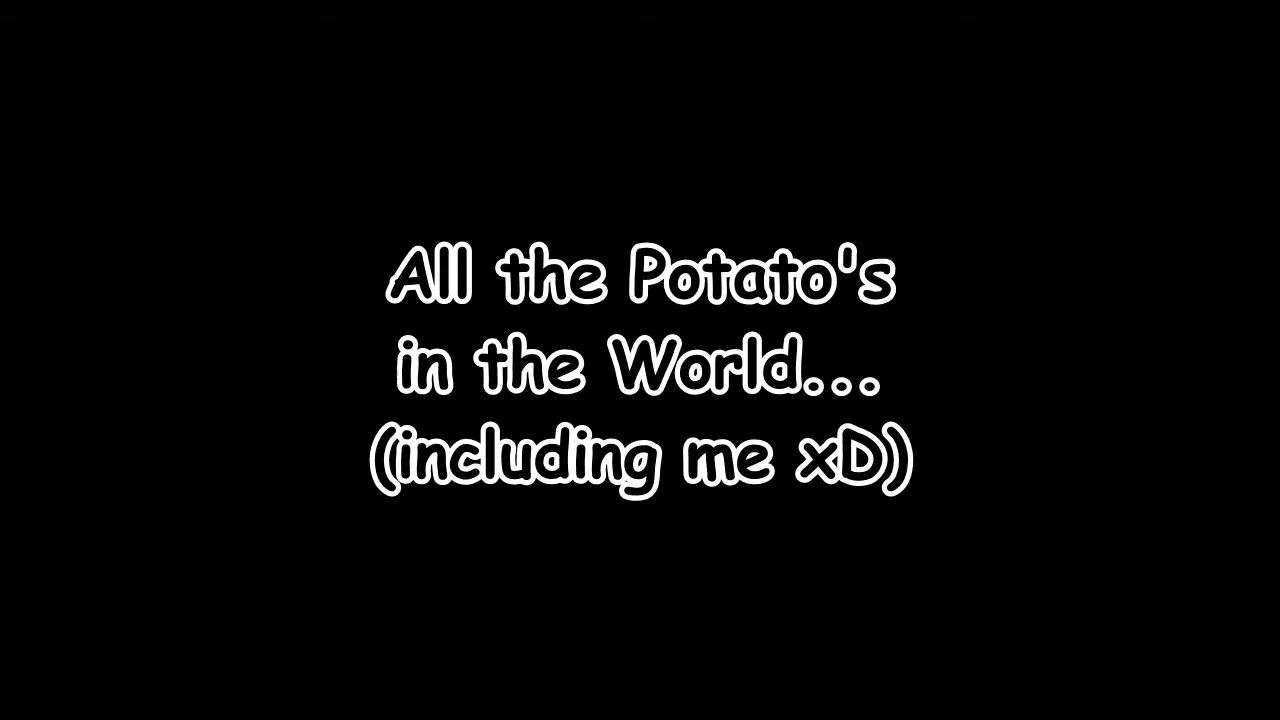 All the Potato's
in the World...
(including me xD)